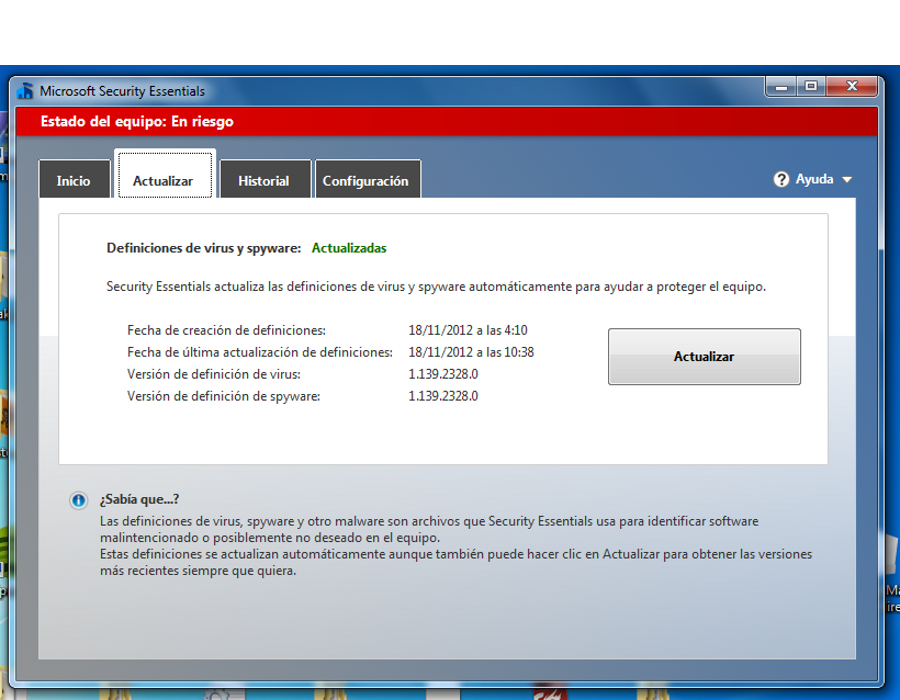 Microsoft Security Essentials
Estado del equipo: En riesgo
Inicio
Actualizar
Historial
Configuración
Ayuda
Definiciones de virus y spyware: Actualizadas
Security Essentials actualiza las definiciones de virus y spyware automáticamente para ayudar a proteger el equipo.
Fecha de creación de definiciones: 18/11/2012 a las 4:10
Fecha de última actualización de definiciones: 18/11/2012 a las 10:38
Versión de definición de virus: 1.139.2328.0
Versión de definición de spyware: 1.139.2328.0
Actualizar
¿Sabía que...?
Las definiciones de virus, spyware y otro malware son archivos que Security Essentials usa para identificar software
malintencionado o posiblemente no deseado en el equipo.
Estas definiciones se actualizan automáticamente aunque también puede hacer clic en Actualizar para obtener las versiones
más recientes siempre que quiera.